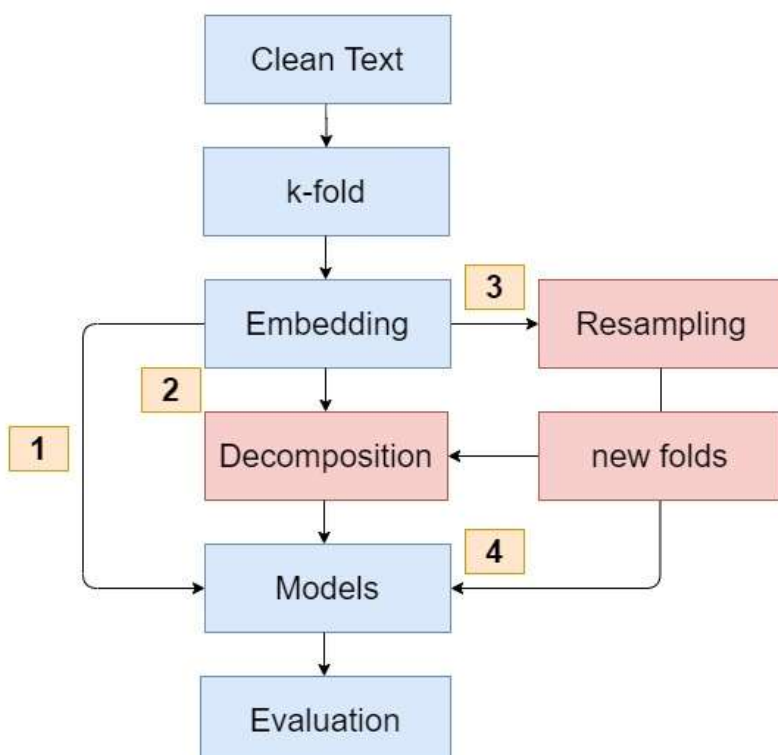 Clean Text
k-fold
3
Embedding
Resampling
2
1
Decomposition
new folds
4
Models
Evaluation